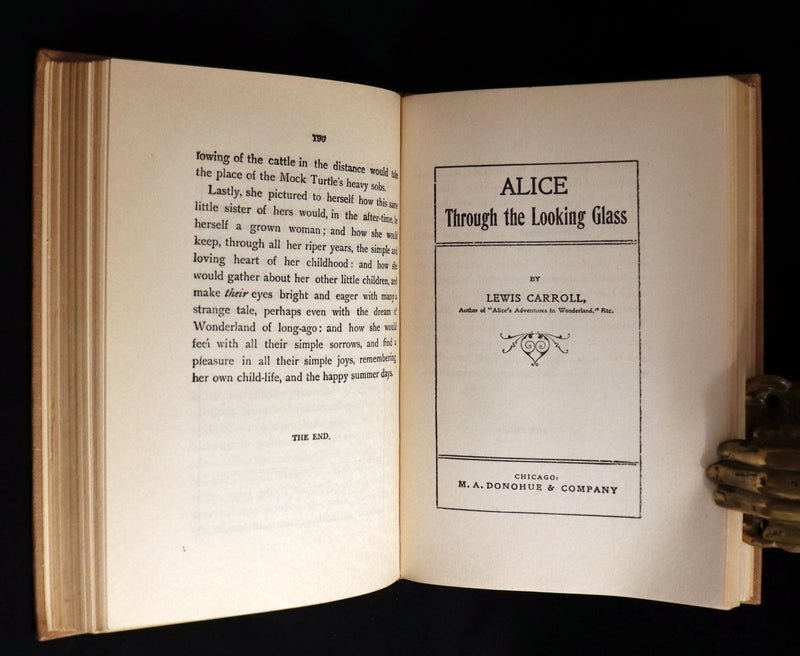 190
lowing of the cattle in the distance would take
the place of the Mock Turtle's heavy sobs.
Lastly, she pictured to herself how this same
little sister of hers would, in the after-time, be
herself a grown woman; and how she would
keep, through all her riper years, the simple and
loving heart of her childhood: and how she
would gather about her other little children, and
make their eyes bright and eager with many a
strange tale, perhaps even with the dream of
Wonderland of long-ago: and how she would
feel with all their simple sorrows, and find a
pleasure in all their simple joys, remembering
her own child-life, and the happy summer days.
THE END.
ALICE
Through the Looking Glass
BY
LEWIS CARROLL,
Author of "Alice's Adventures in Wonderland," Etc.
CHICAGO:
M. A. DONOHUE & COMPANY